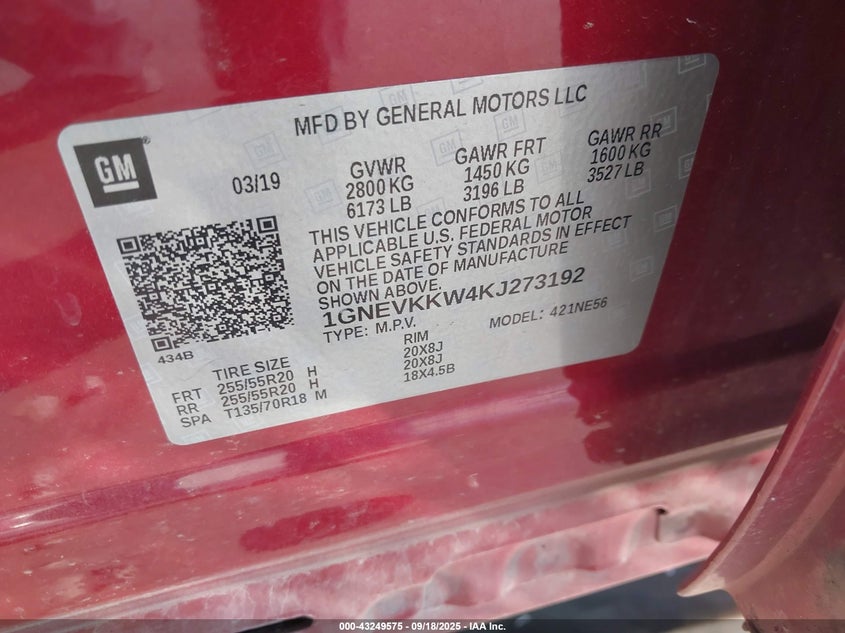 MFD BY GENERAL MOTORS LLC
GM
03/19
GVWR
2800 KG
6173 LB
GAWR FRT
1450 KG
3196 LB
GAWR RR
1600 KG
3527 LB
THIS VEHICLE CONFORMS TO ALL
APPLICABLE U.S. FEDERAL MOTOR
VEHICLE SAFETY STANDARDS IN EFFECT
ON THE DATE OF MANUFACTURE
SHOWN ABOVE.
1GNEVKKW4KJ273192
TYPE: M.P.V.
MODEL: 421NE56
434B
TIRE SIZE RIM
FRT 255/55R20 H 20X8J
RR 255/55R20 H 20X8J
SPA T135/70R18 M 18X4.5B
000-43249575 - 09/18/2025 - IAA Inc.